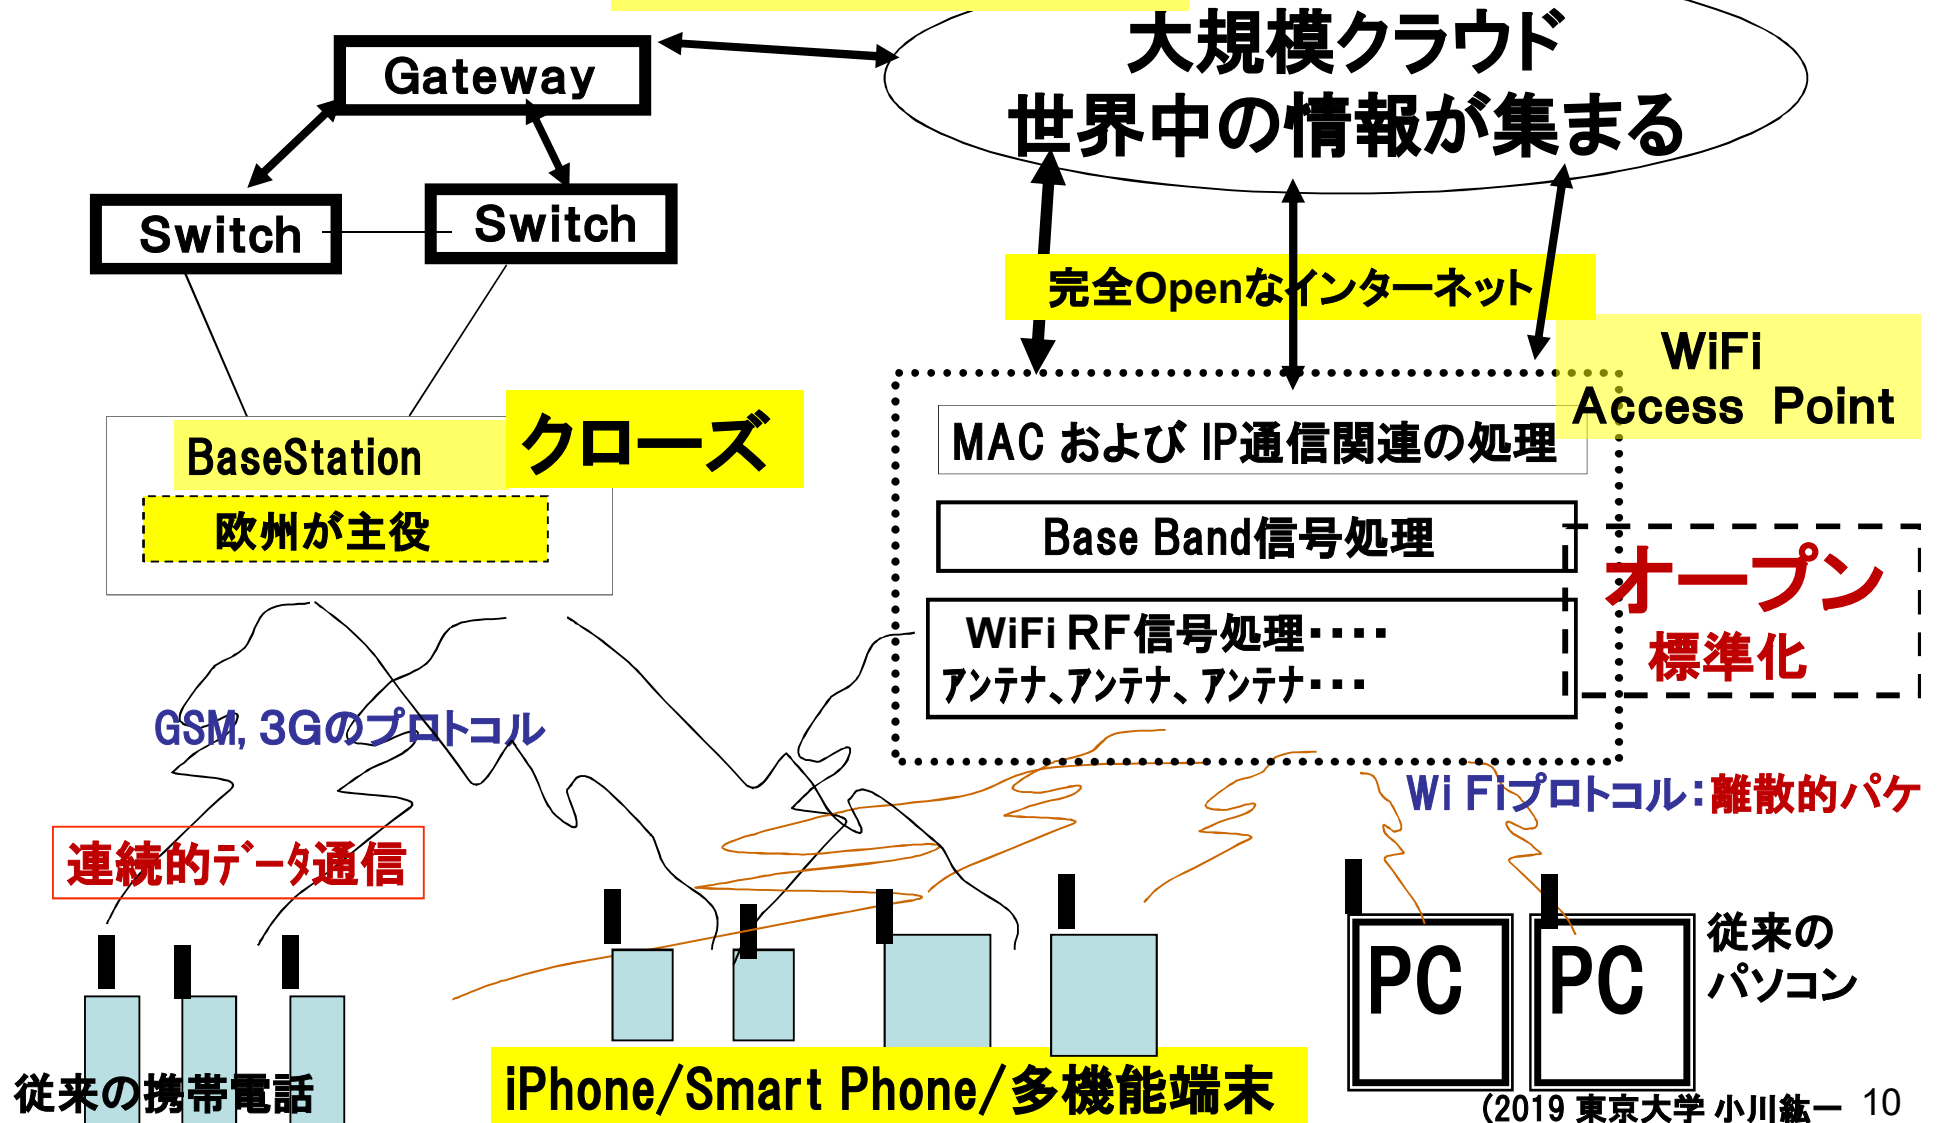 大規模クラウド
世界中の情報が集まる
Gateway
Switch
Switch
完全Openなインターネット
WiFi
Access Point
BaseStation
クローズ
欧州が主役
MAC および IP通信関連の処理
Base Band信号処理
WiFi RF信号処理・・・・
アンテナ、アンテナ、アンテナ・・・
オープン
標準化
GSM, 3Gのプロトコル
Wi Fiプロトコル：離散的パケ
連続的データ通信
PC
PC
従来の
パソコン
従来の携帯電話
iPhone/Smart Phone/多機能端末
(2019 東京大学 小川紘一
10